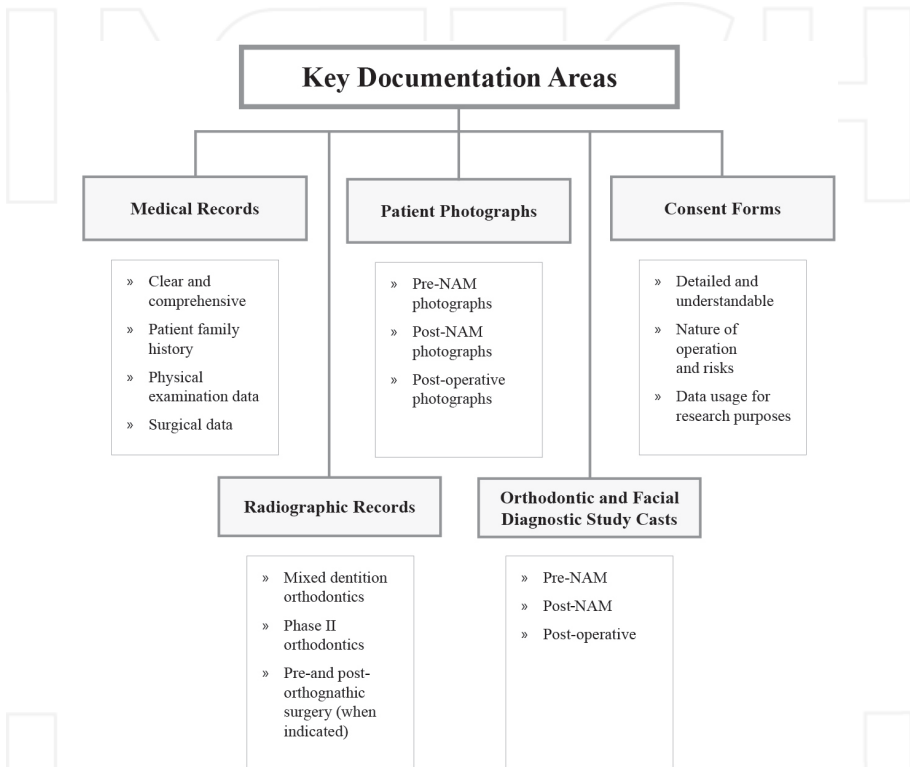 Key Documentation Areas
Medical Records
» Clear and
comprehensive
» Patient family
history
» Physical
examination data
» Surgical data
Patient Photographs
» Pre-NAM
photographs
» Post-NAM
photographs
» Post-operative
photographs
Consent Forms
» Detailed and
understandable
» Nature of
operation
and risks
» Data usage for
research purposes
Radiographic Records
» Mixed dentition
orthodontics
» Phase II
orthodontics
» Pre-and post-
orthognathic
surgery (when
indicated)
Orthodontic and Facial
Diagnostic Study Casts
» Pre-NAM
» Post-NAM
» Post-operative